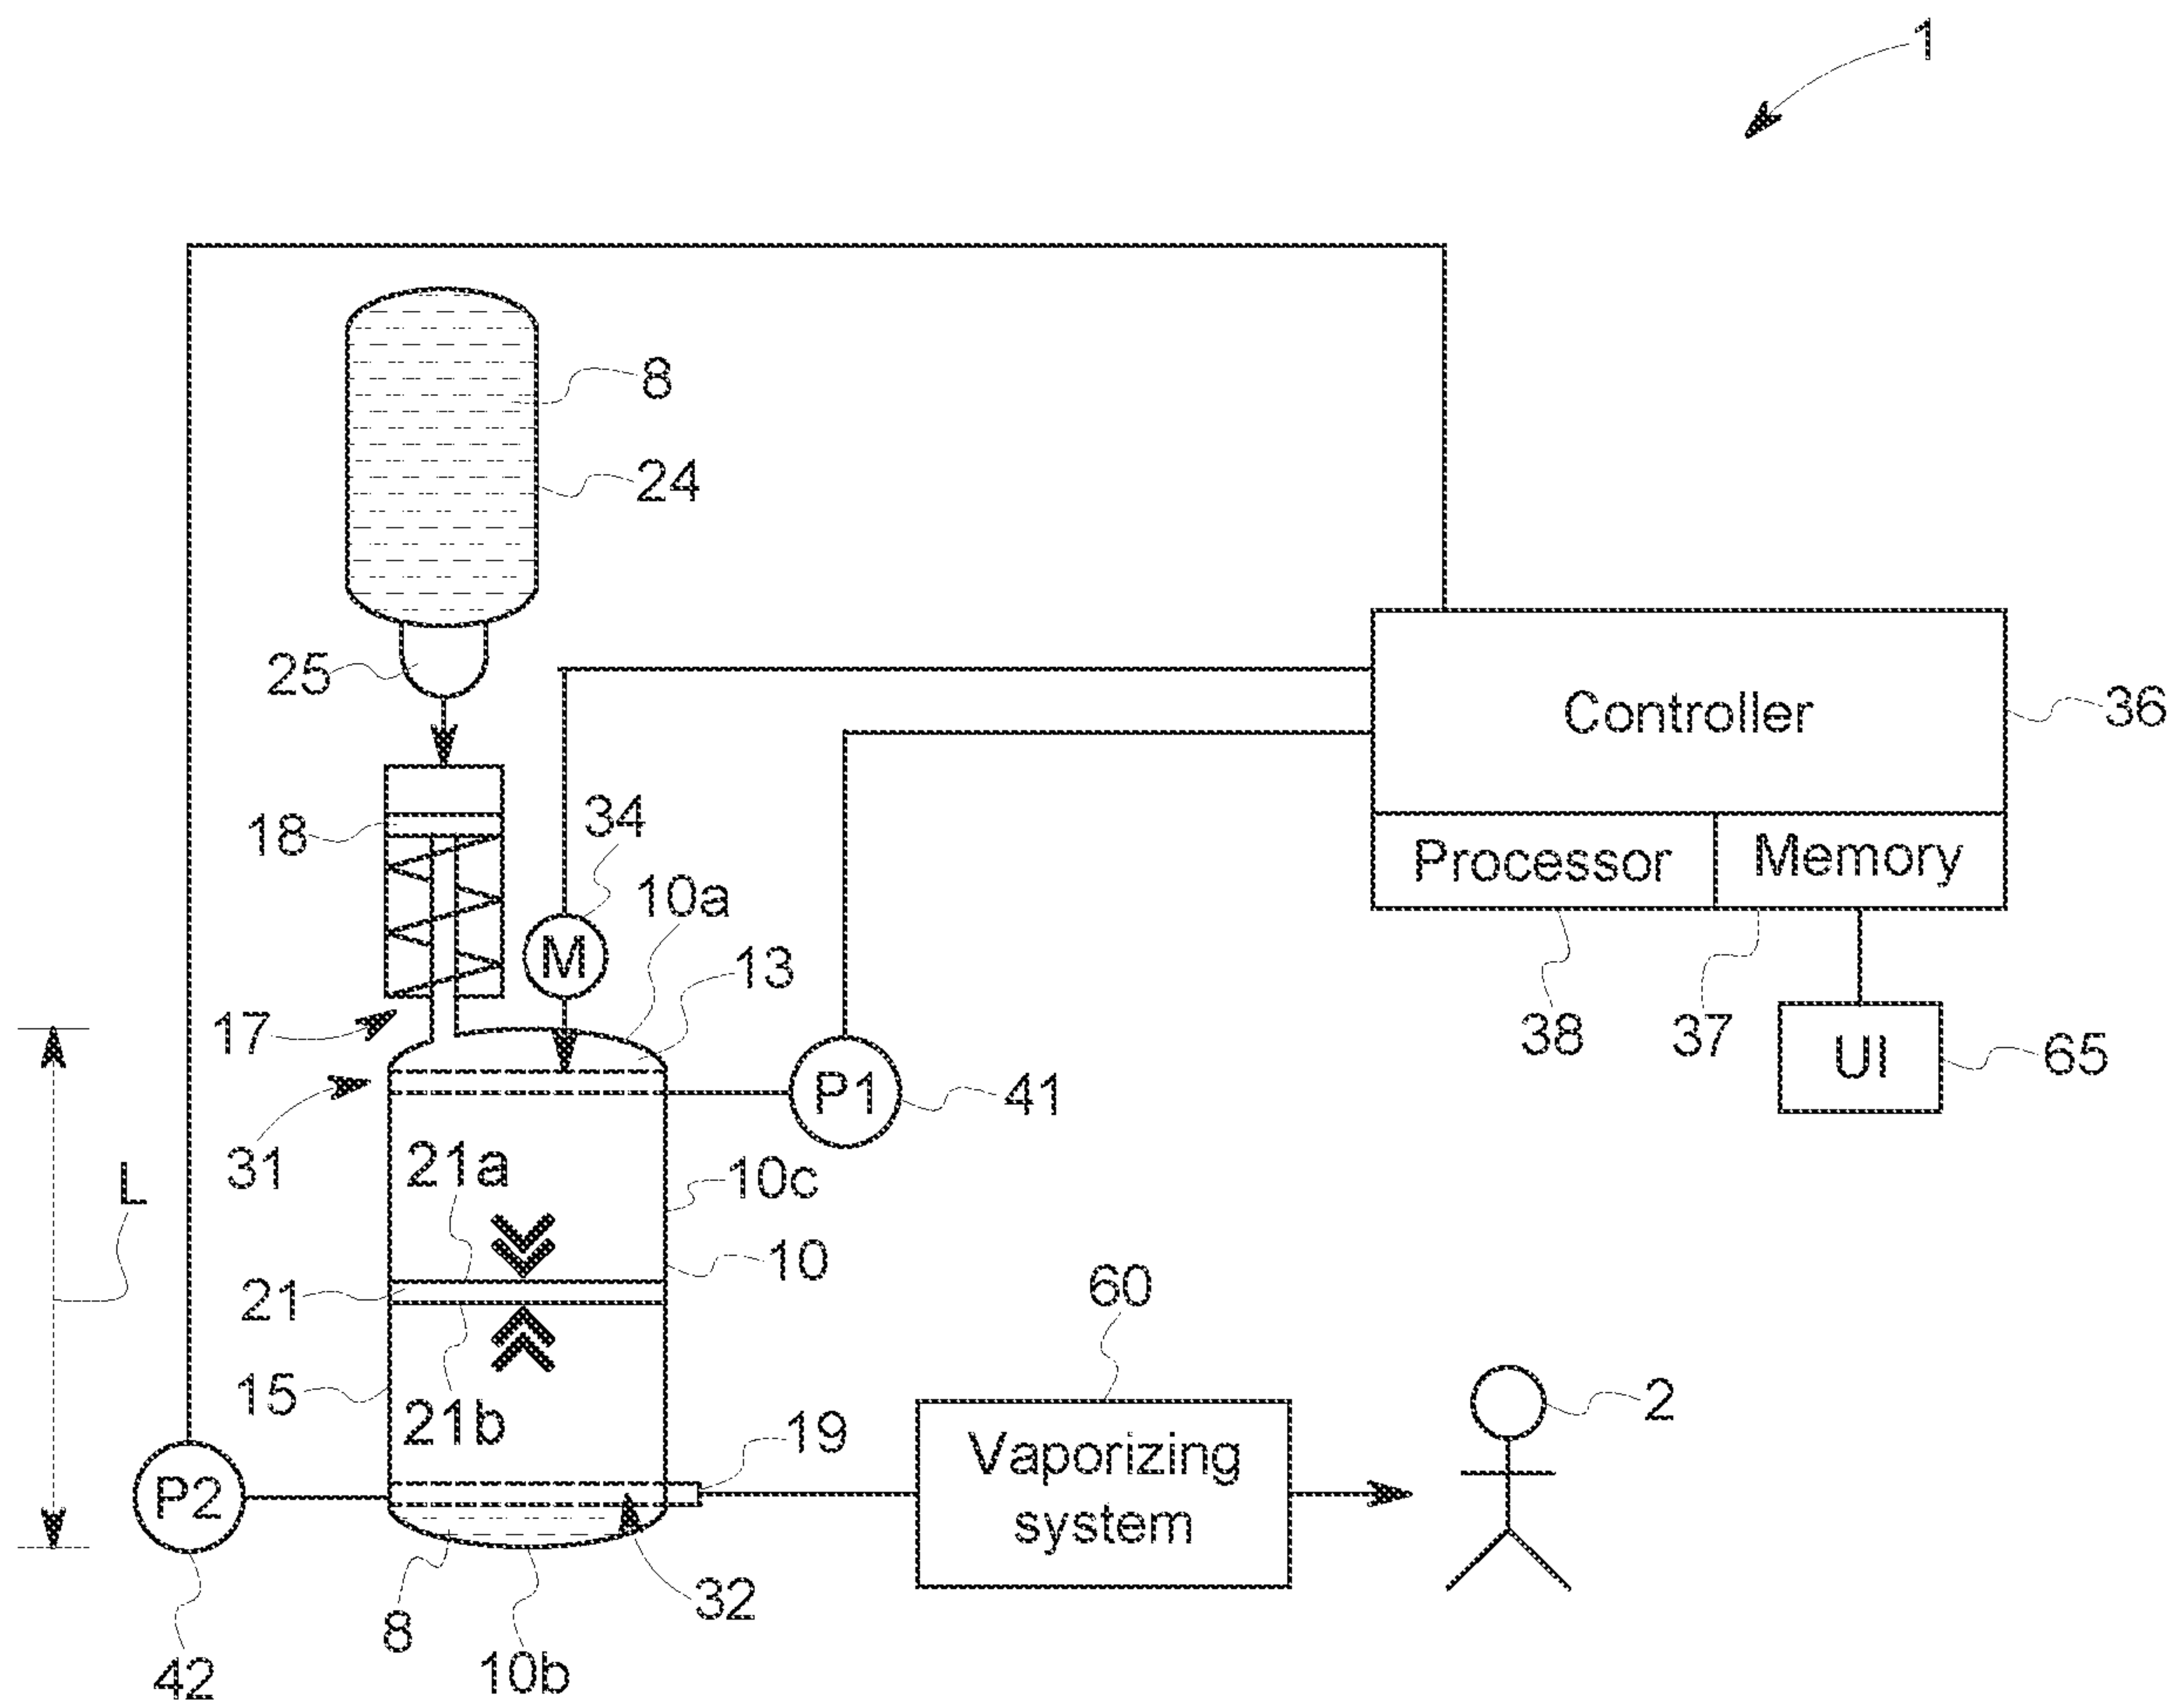 1
8
24
25
Controller
36
18
34
Processor
Memory
10a
13
17
38
37
UI
65
P1
41
31
21a
10c
L
10
21
60
15
21b
19
Vaporizing
system
2
P2
32
8
10b
42